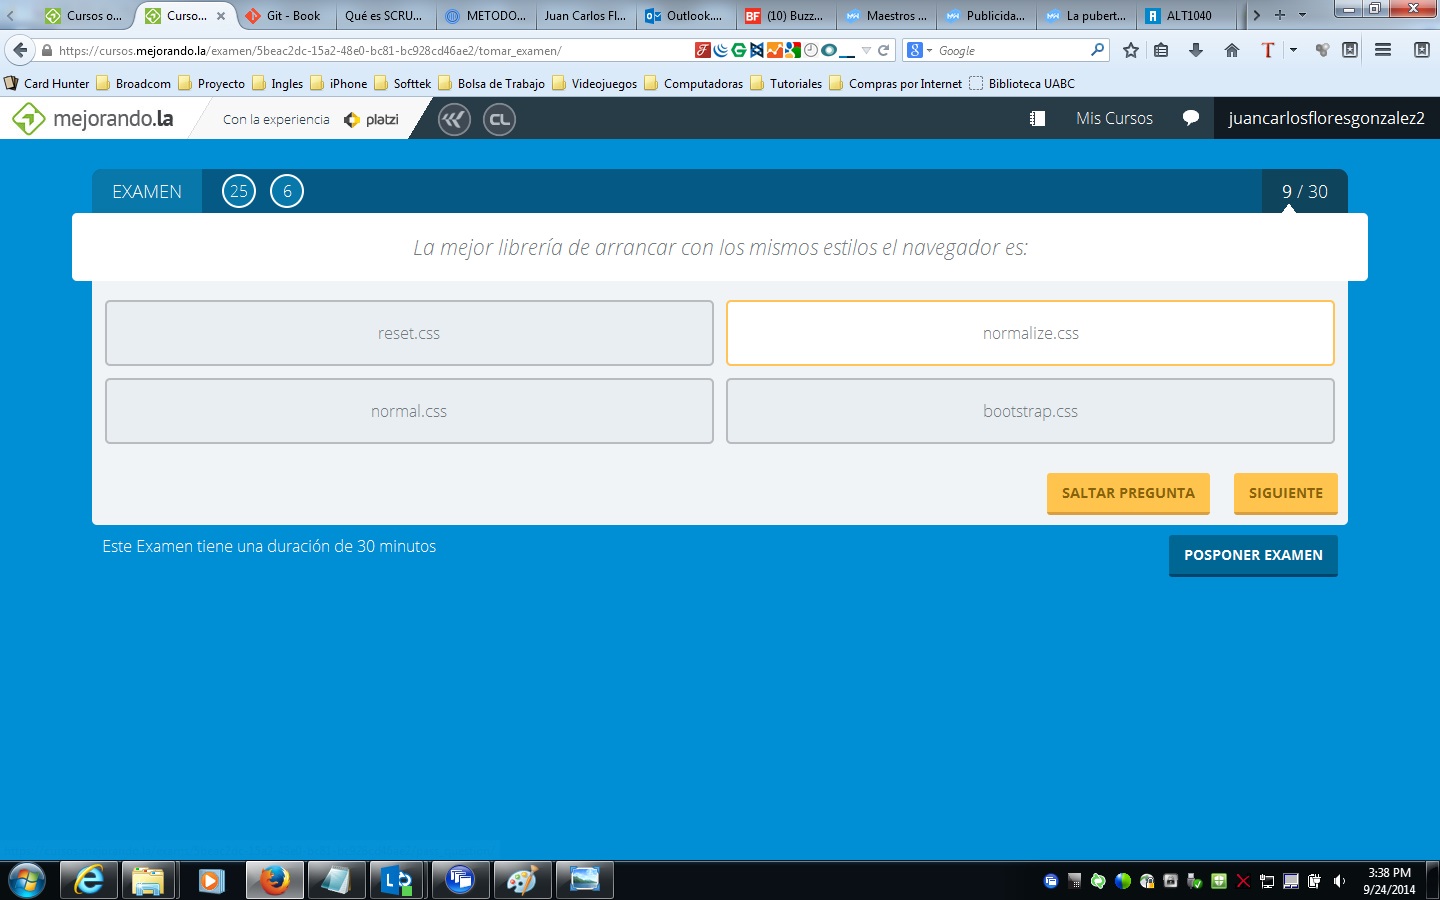 Cursos o...
Curso...
Git - Book
Qué es SCRU...
METODO...
Juan Carlos Fl...
Outlook....
(10) Buzz...
Maestros ...
Publicida...
La pubert...
ALT1040
https://cursos.mejorando.la/examen/5beac2dc-15a2-48e0-bc81-bc928cd46ae2/tomar_examen/
Google
Card Hunter
Broadcom
Proyecto
Ingles
iPhone
Softtek
Bolsa de Trabajo
Videojuegos
Computadoras
Tutoriales
Compras por Internet
Biblioteca UABC
mejorando.la
Con la experiencia
platzi
CL
Mis Cursos
juancarlosfloresgonzalez2
EXAMEN
25
6
9 / 30
La mejor librería de arrancar con los mismos estilos el navegador es:
reset.css
normalize.css
normal.css
bootstrap.css
SALTAR PREGUNTA
SIGUIENTE
Este Examen tiene una duración de 30 minutos
POSPONER EXAMEN
3:38 PM
9/24/2014